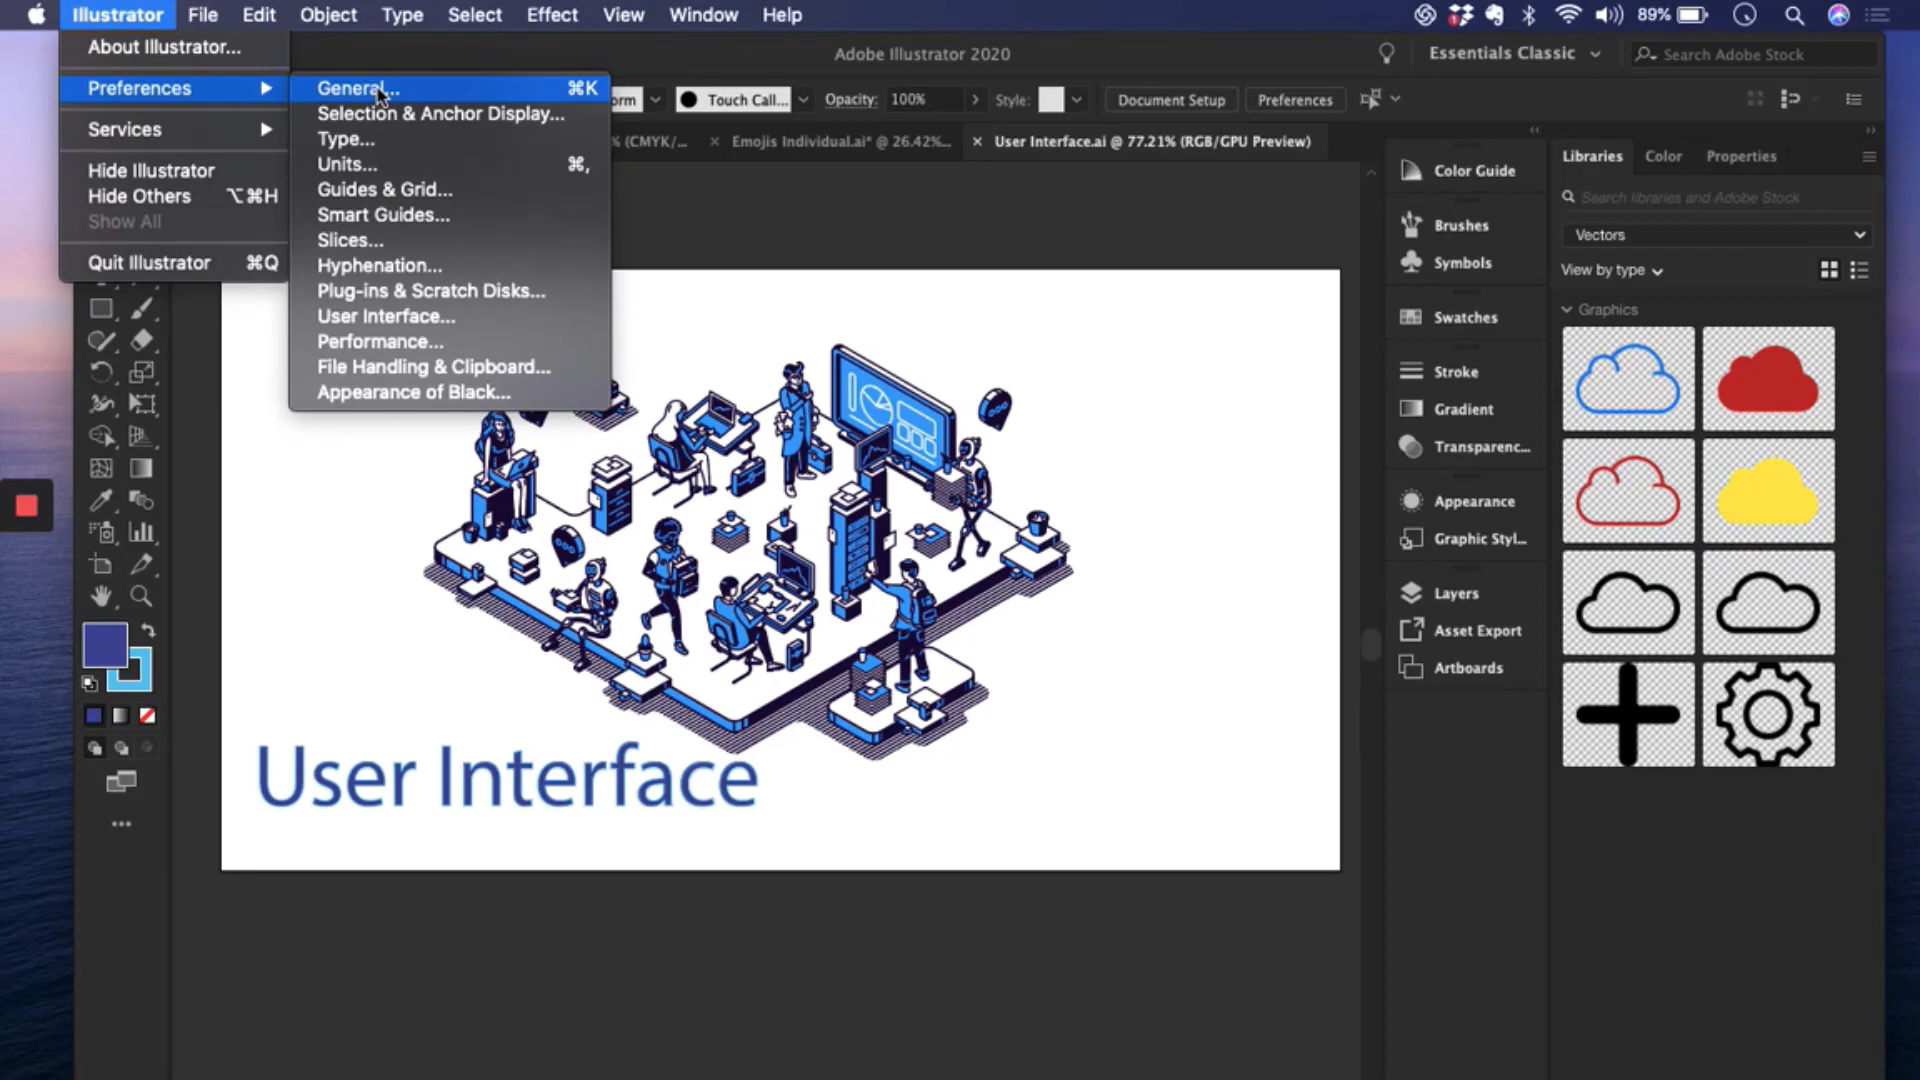 Illustrator File Edit Object Type Select Effect View Window Help 89%
About Illustrator...
Preferences
Services
Hide Illustrator
Hide Others ⌥⌘H
Show All
Quit Illustrator ⌘Q
General... ⌘K
Selection & Anchor Display...
Type...
Units... ⌘,
Guides & Grid...
Smart Guides...
Slices...
Hyphenation...
Plug-ins & Scratch Disks...
User Interface...
Performance...
File Handling & Clipboard...
Appearance of Black...
Adobe Illustrator 2020
Essentials Classic
Search Adobe Stock
orm Touch Call... Opacity: 100% Style: Document Setup Preferences
% (CMYK/... × Emojis Individual.ai* @ 26.42%... × User Interface.ai @ 77.21% (RGB/GPU Preview)
User Interface
Color Guide
Brushes
Symbols
Swatches
Stroke
Gradient
Transparenc...
Appearance
Graphic Styl...
Layers
Asset Export
Artboards
Libraries Color Properties
Search libraries and Adobe Stock
Vectors
View by type
Graphics